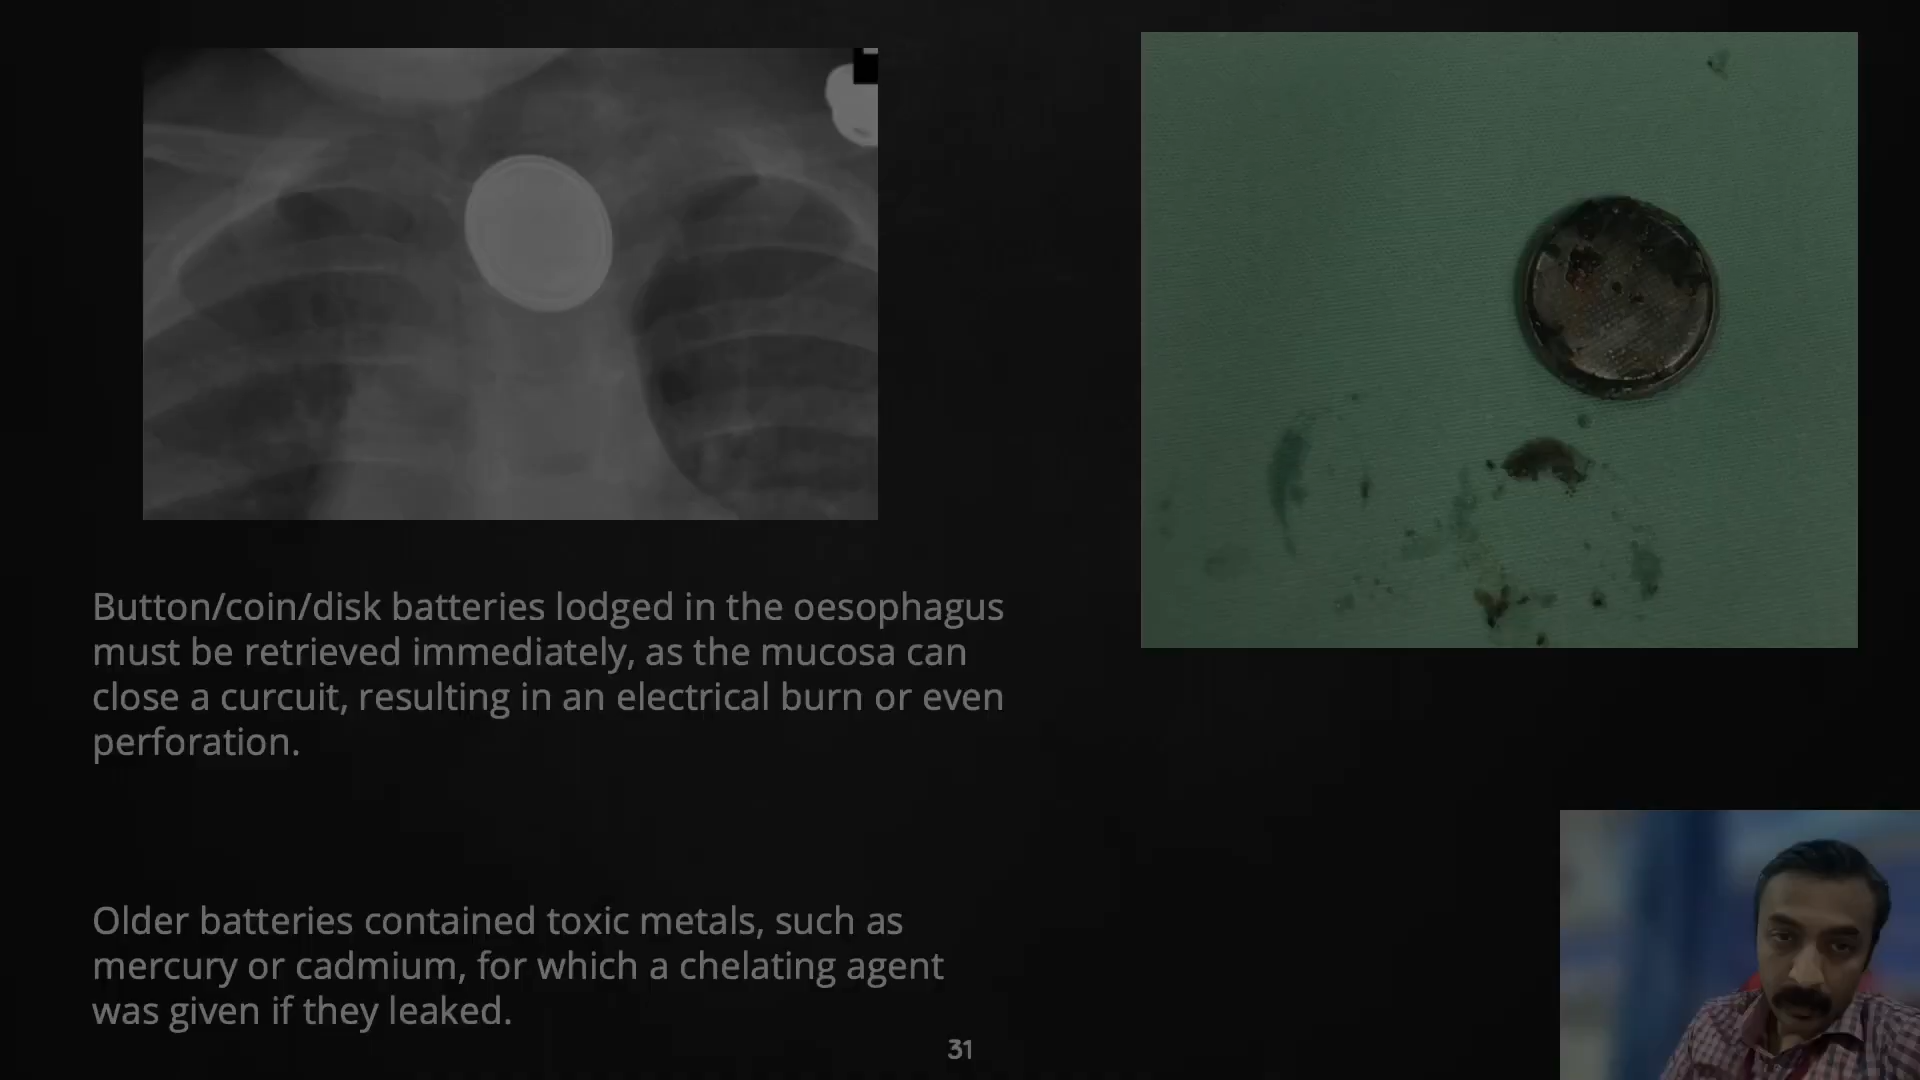 Button/coin/disk batteries lodged in the oesophagus
must be retrieved immediately, as the mucosa can
close a curcuit, resulting in an electrical burn or even
perforation.
Older batteries contained toxic metals, such as
mercury or cadmium, for which a chelating agent
was given if they leaked.
31